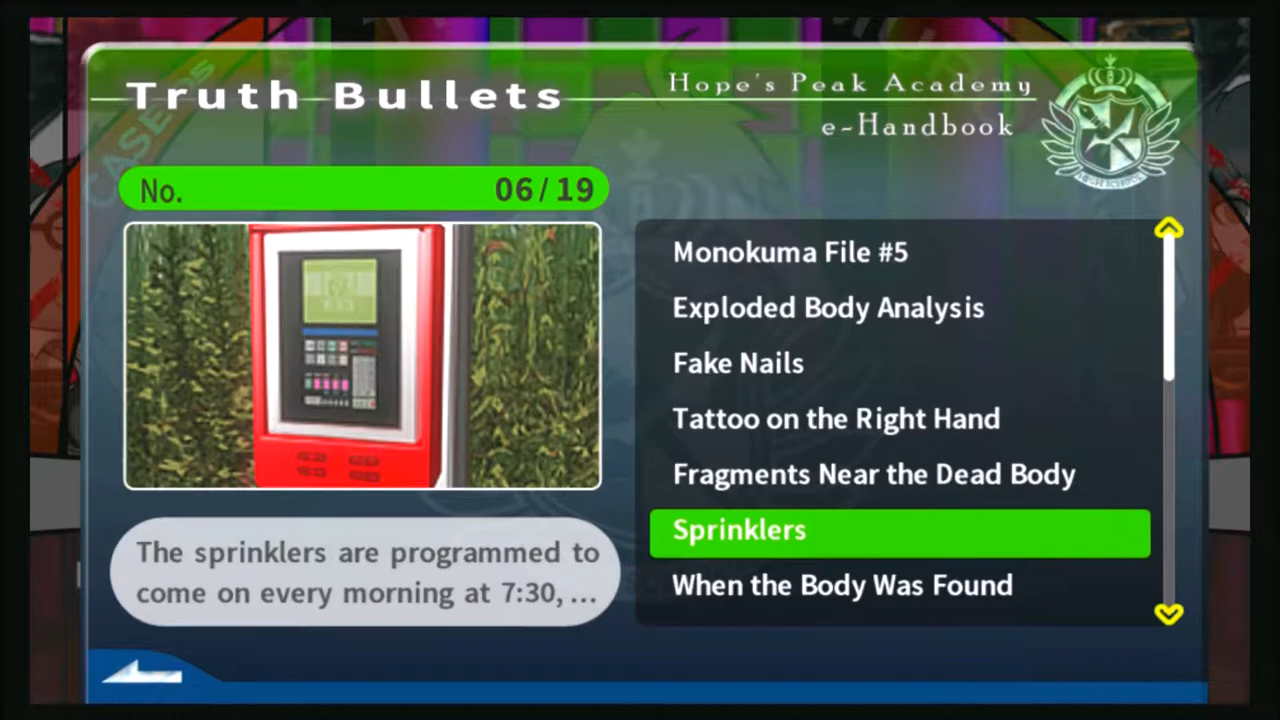 Truth Bullets
Hope's Peak Academy
e-Handbook
CASE 05
No. 06/19
Monokuma File #5
Exploded Body Analysis
Fake Nails
Tattoo on the Right Hand
Fragments Near the Dead Body
Sprinklers
When the Body Was Found
The sprinklers are programmed to
come on every morning at 7:30, ...